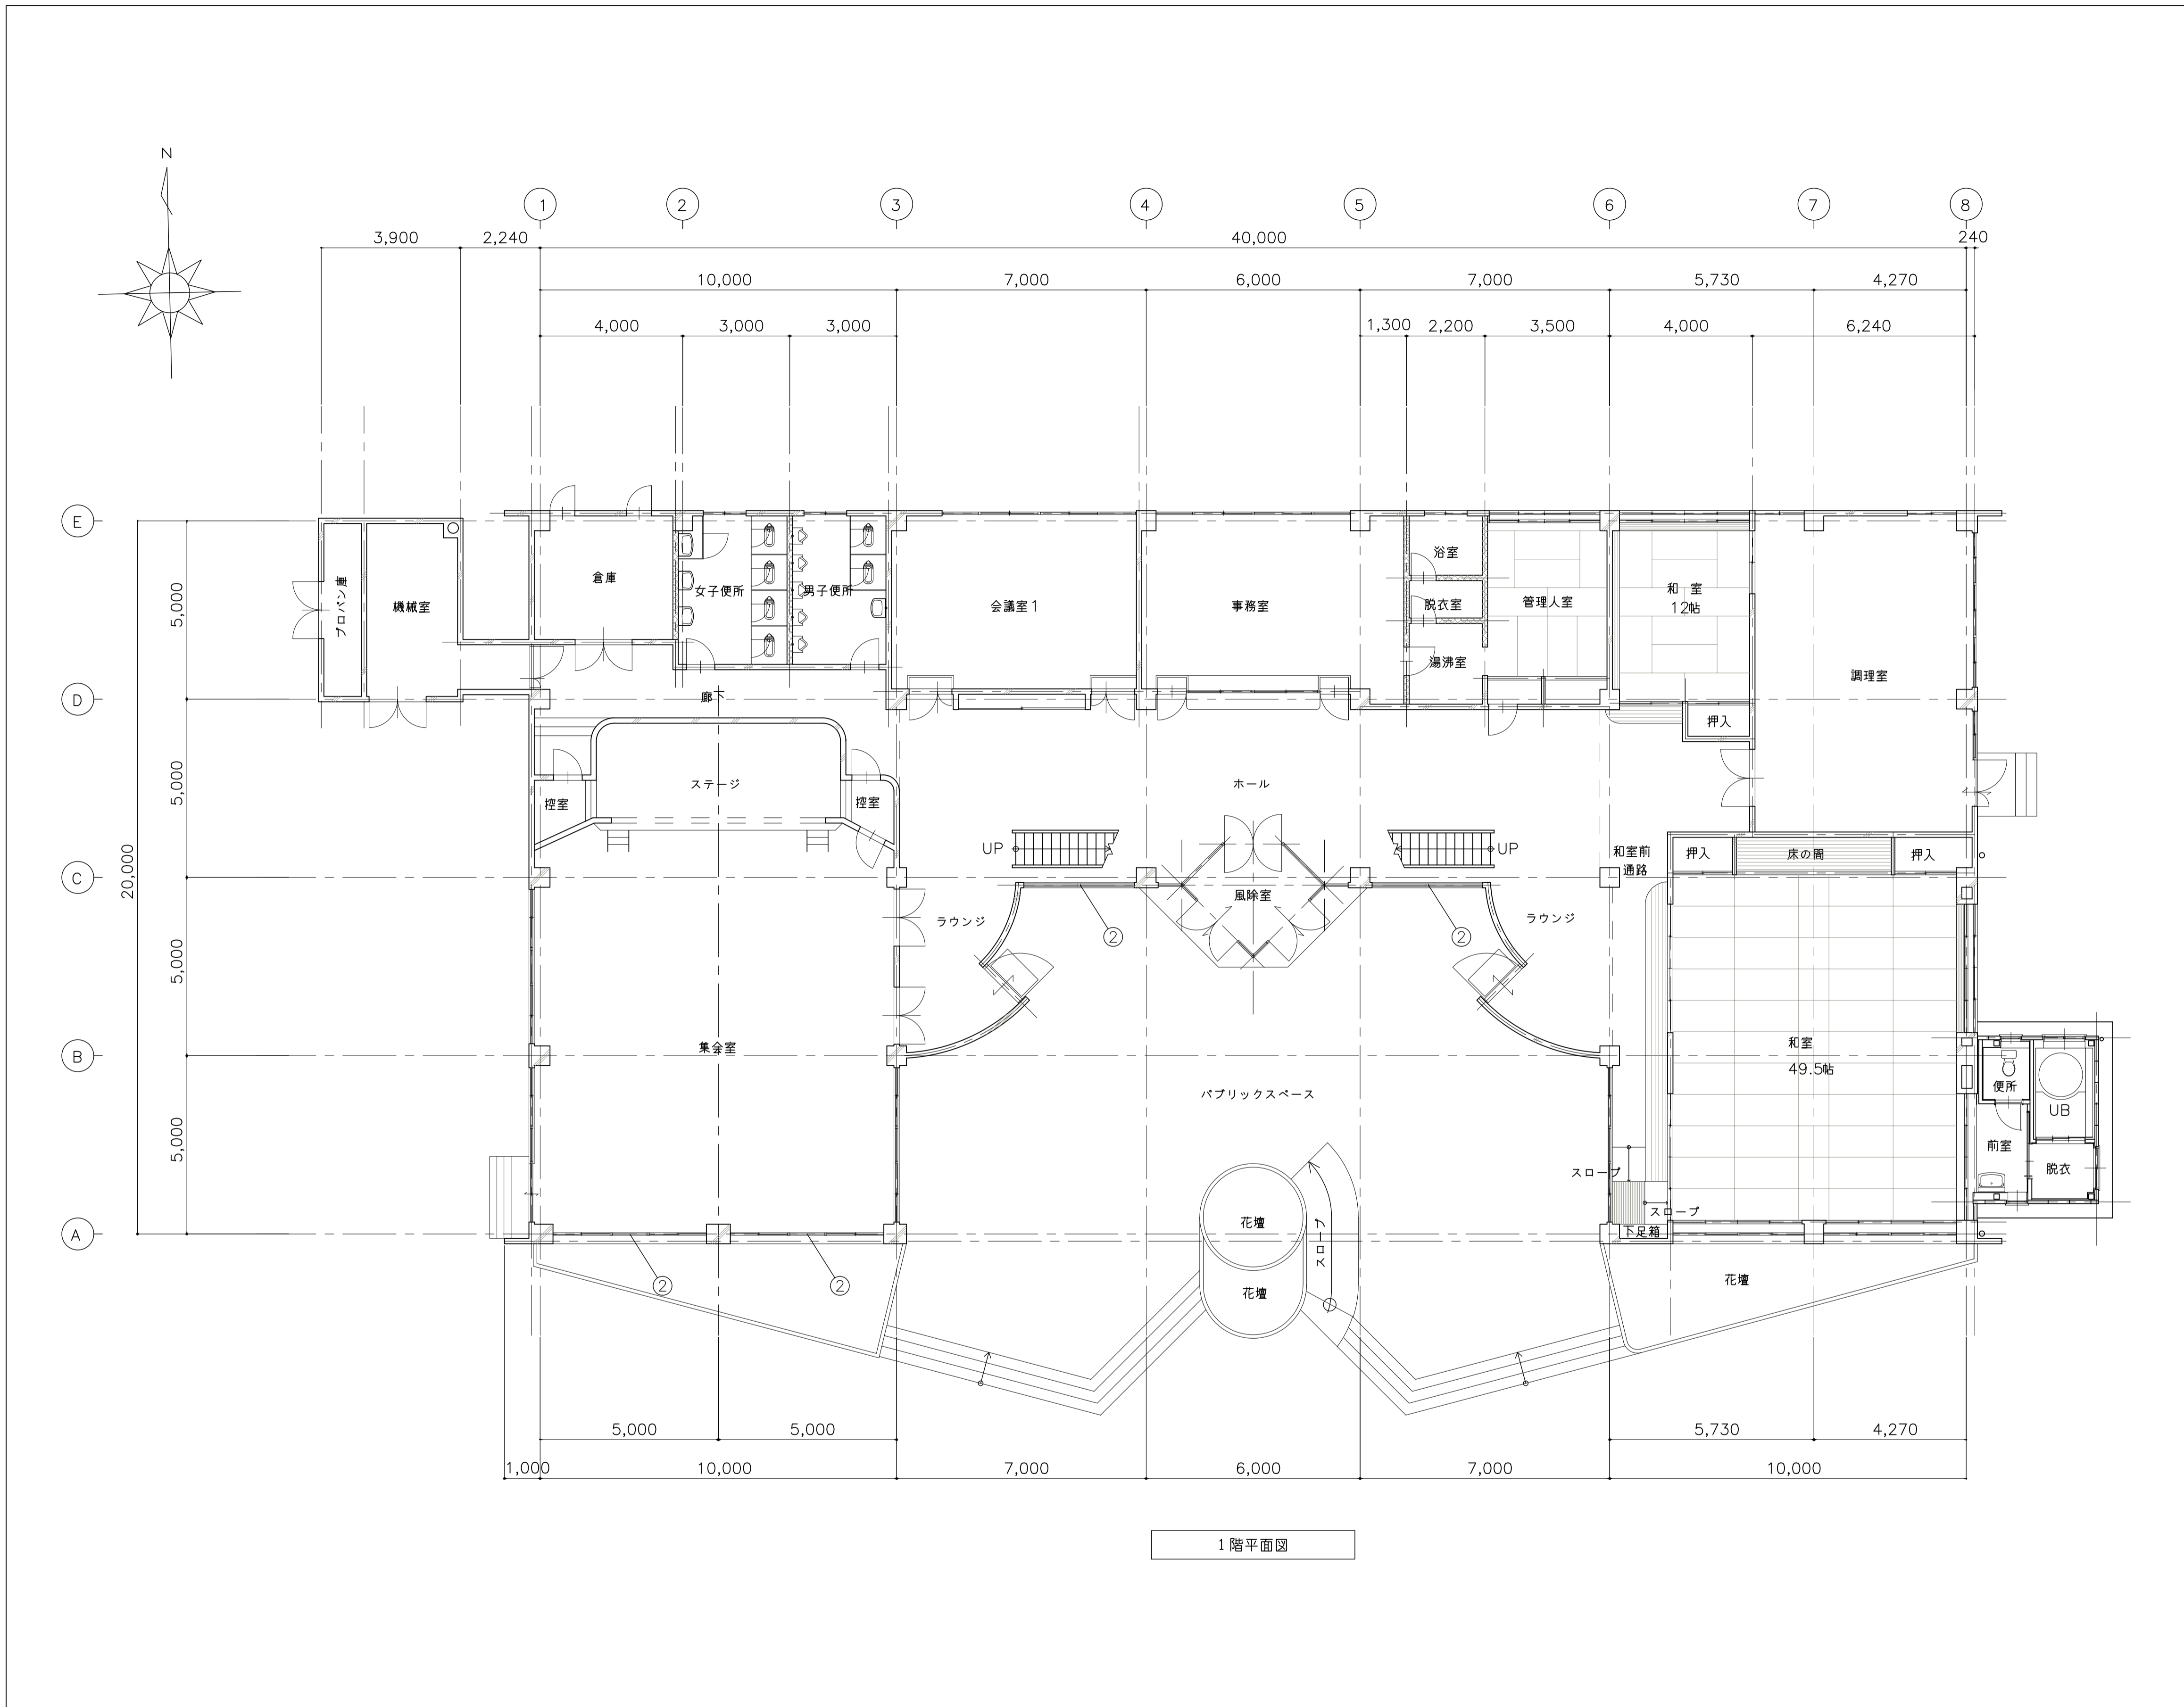 N
1 2 3 4 5 6 7 8
3,900 2,240 40,000 240
10,000 7,000 6,000 7,000 5,730 4,270
4,000 3,000 3,000 1,300 2,200 3,500 4,000 6,240
E
D
C
B
A
5,000
5,000
5,000
5,000
20,000
プロパン庫
機械室
倉庫
女子便所
男子便所
会議室1
事務室
浴室
脱衣室
湯沸室
管理人室
和 室
12帖
調理室
押入
廊下
控室
ステージ
控室
ホール
UP
UP
和室前
通路
押入
床の間
押入
風除室
ラウンジ
ラウンジ
2
2
集会室
パブリックスペース
和室
49.5帖
便所
UB
前室
脱衣
スロープ
スロープ
下足箱
花壇
花壇
スロープ
花壇
2
2
5,000 5,000 5,730 4,270
1,000 10,000 7,000 6,000 7,000 10,000
1階平面図